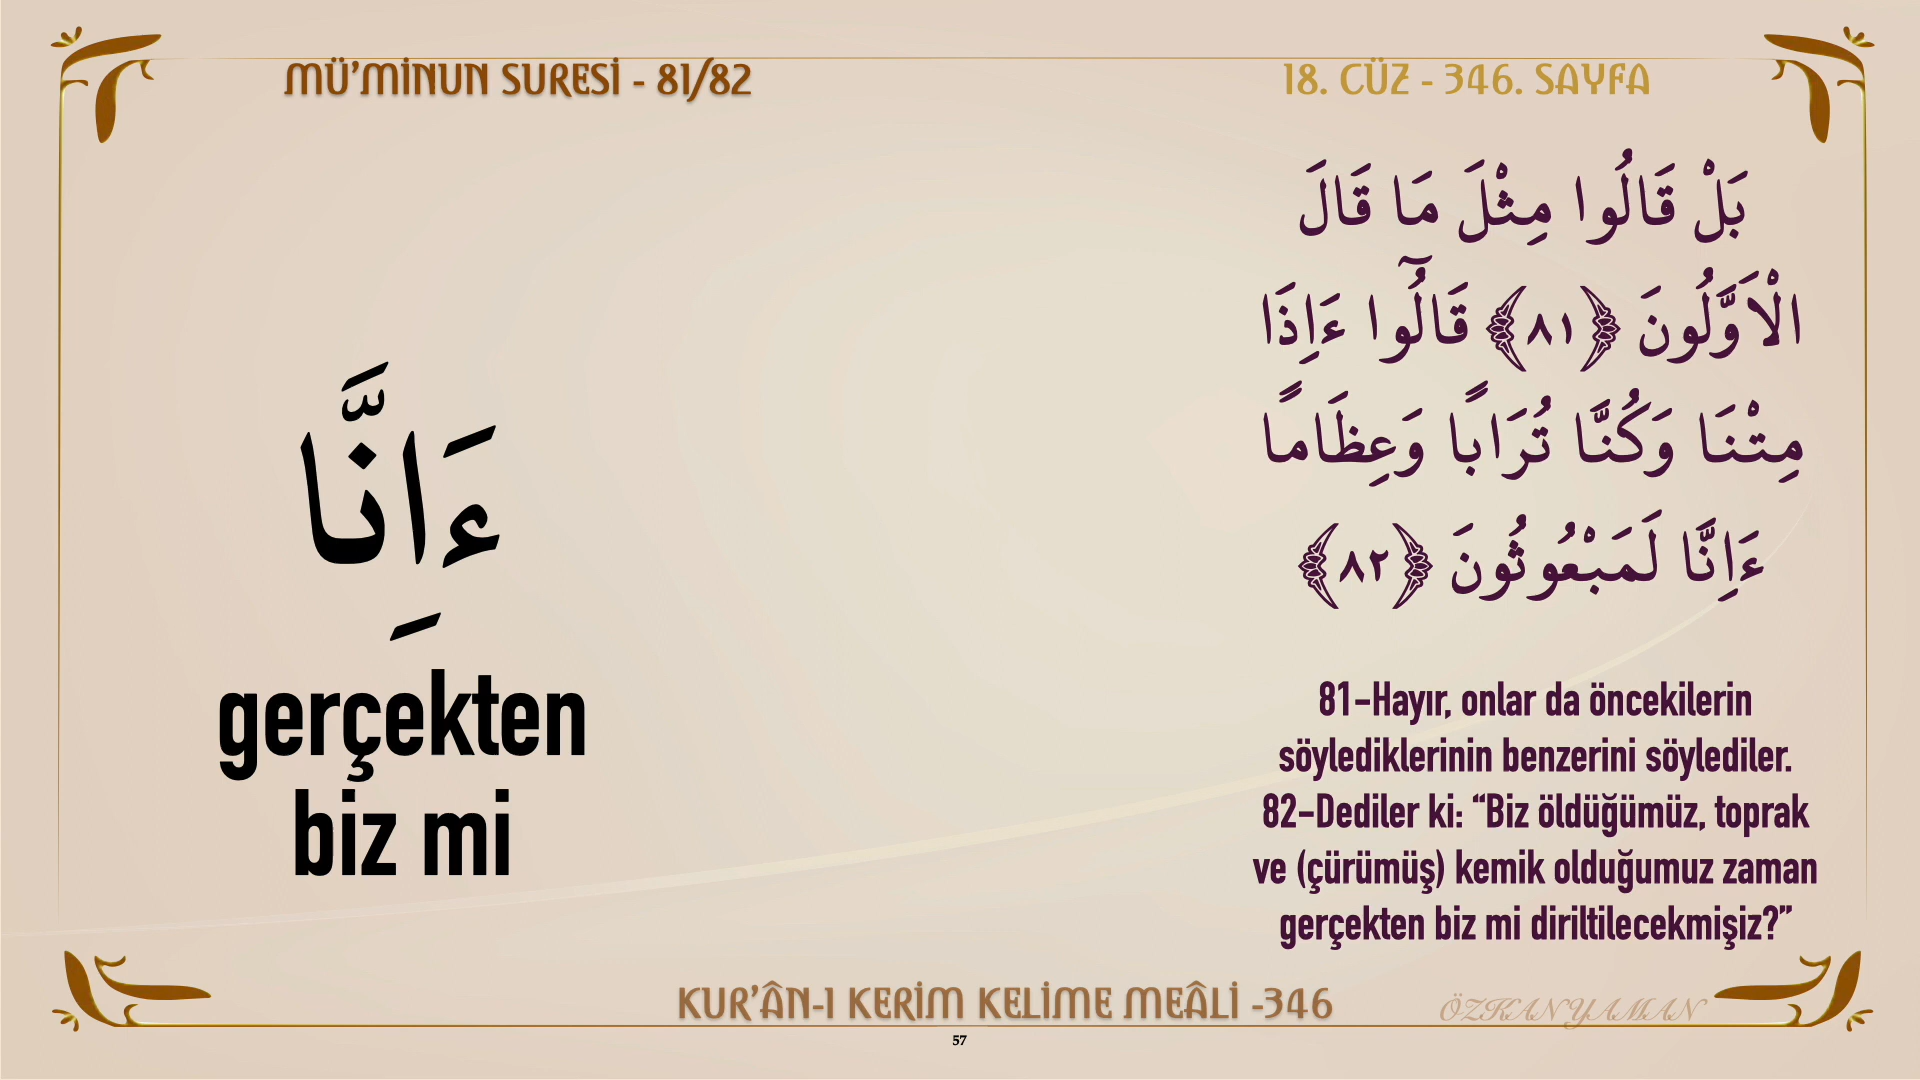 MÜ’MİNUN SURESİ - 81/82
18. CÜZ - 346. SAYFA
بَلْ قَالُوا مِثْلَ مَا قَالَ
الْاَوَّلُونَ ﴿٨١﴾ قَالُٓوا ءَاِذَا
مِتْنَا وَكُنَّا تُرَابًا وَعِظَامًا
ءَاِنَّا لَمَبْعُوثُونَ ﴿٨٢﴾
ءَاِنَّا
gerçekten
biz mi
81–Hayır, onlar da öncekilerin
söylediklerinin benzerini söylediler.
82–Dediler ki: “Biz öldüğümüz, toprak
ve (çürümüş) kemik olduğumuz zaman
gerçekten biz mi diriltilecekmişiz?”
KUR’ÂN-I KERİM KELİME MEÂLİ -346
ÖZKAN YAMAN
57